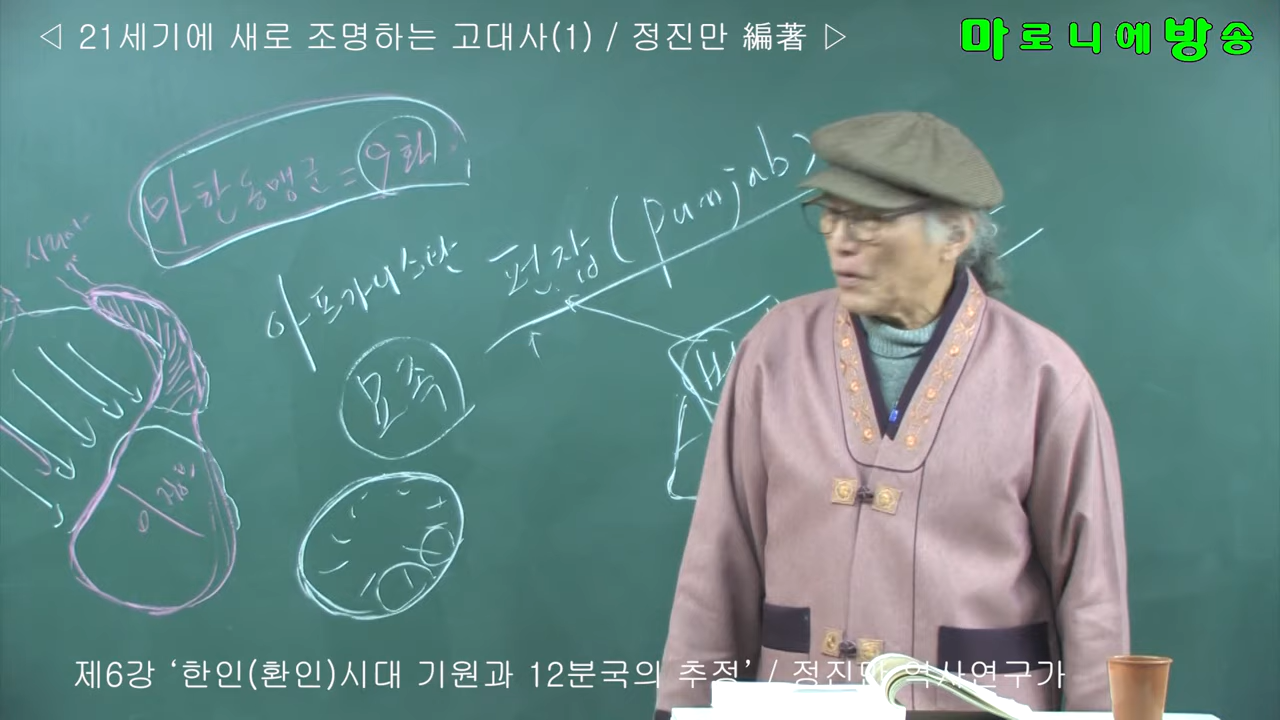 ◁ 21세기에 새로 조명하는 고대사(1) / 정진만 編著 ▷
마로니에방송
마한동맹군 = 9환
아프가니스탄
펀잡 (punjab)
묘족
제6강 ‘한인(환인)시대 기원과 12분국의 추정’ / 정진만 역사연구가